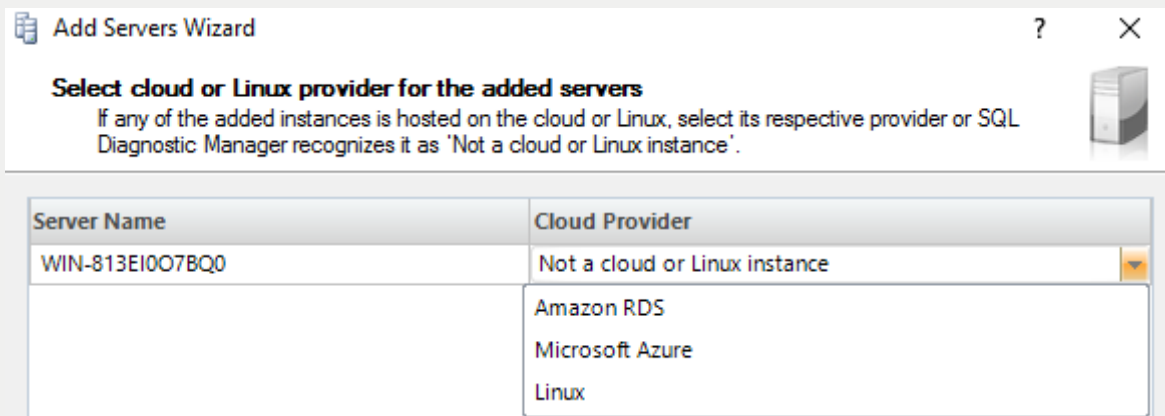 Add Servers Wizard ? ×
Select cloud or Linux provider for the added servers
If any of the added instances is hosted on the cloud or Linux, select its respective provider or SQL
Diagnostic Manager recognizes it as 'Not a cloud or Linux instance'.
Server Name Cloud Provider
WIN-813EI0O7BQ0 Not a cloud or Linux instance
Amazon RDS
Microsoft Azure
Linux